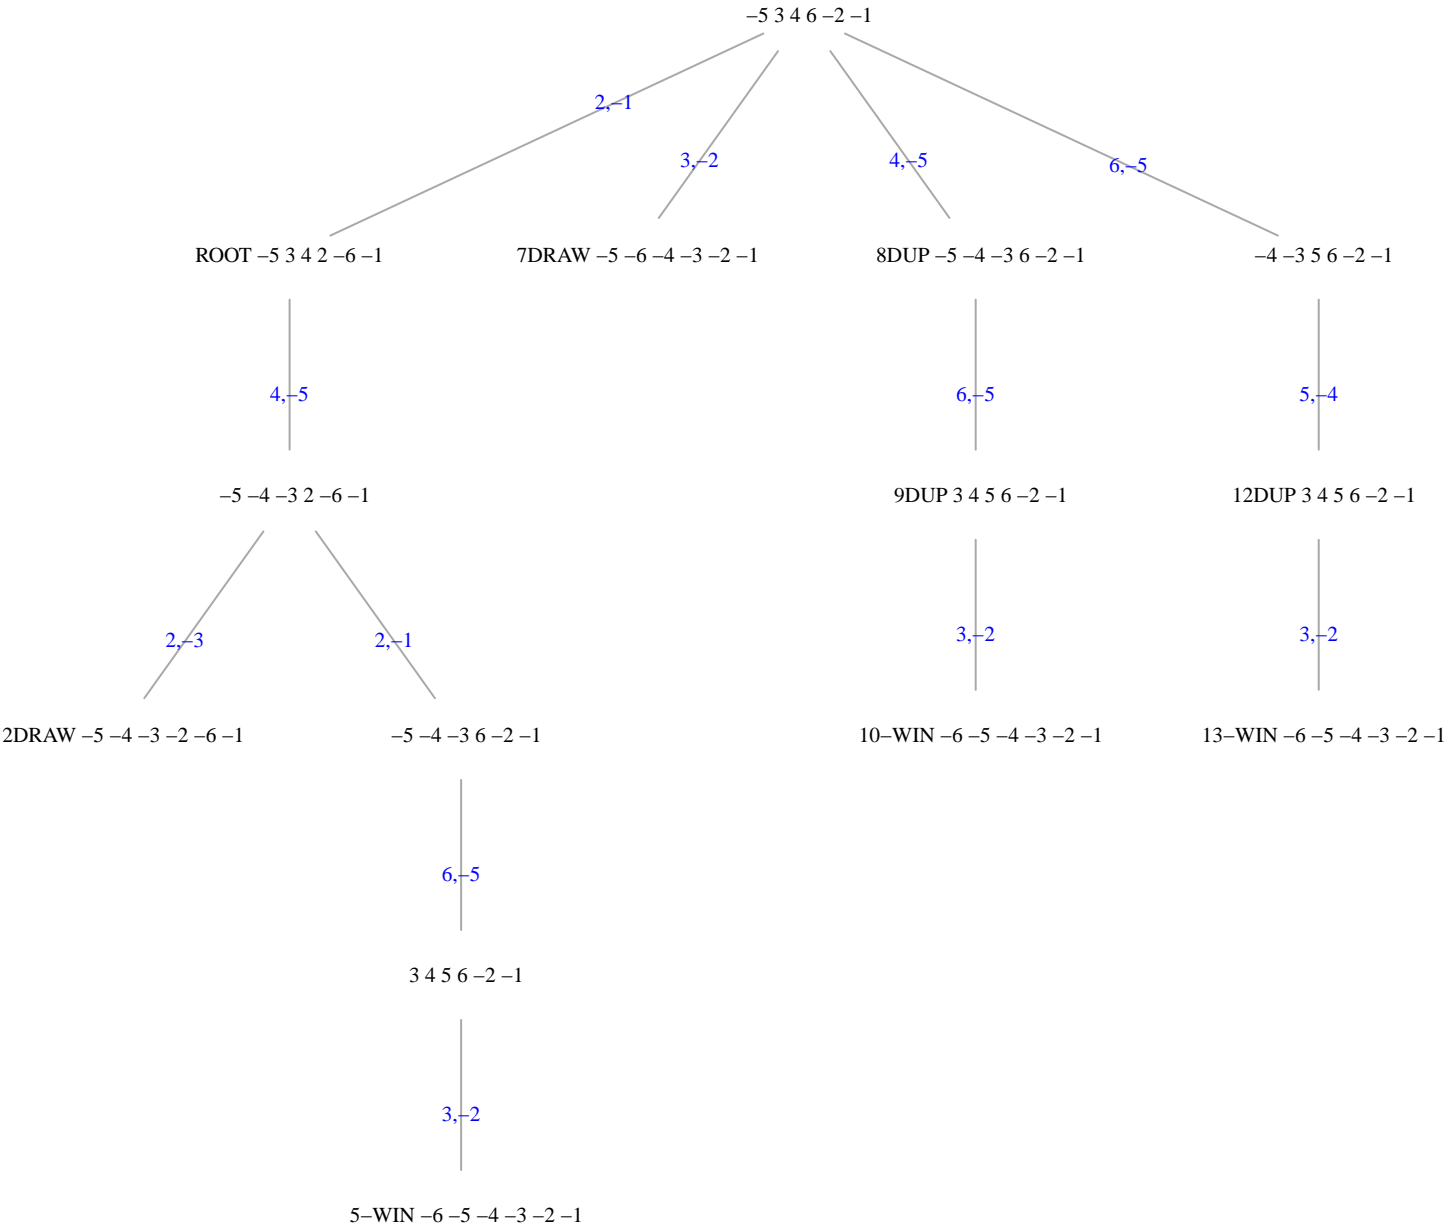 –5 3 4 6 –2 –1
2,–1
3,–2
4,–5
6,–5
ROOT –5 3 4 2 –6 –1
7DRAW –5 –6 –4 –3 –2 –1
8DUP –5 –4 –3 6 –2 –1
–4 –3 5 6 –2 –1
4,–5
6,–5
5,–4
–5 –4 –3 2 –6 –1
9DUP 3 4 5 6 –2 –1
12DUP 3 4 5 6 –2 –1
2,–3
2,–1
3,–2
3,–2
2DRAW –5 –4 –3 –2 –6 –1
–5 –4 –3 6 –2 –1
10–WIN –6 –5 –4 –3 –2 –1
13–WIN –6 –5 –4 –3 –2 –1
6,–5
3 4 5 6 –2 –1
3,–2
5–WIN –6 –5 –4 –3 –2 –1